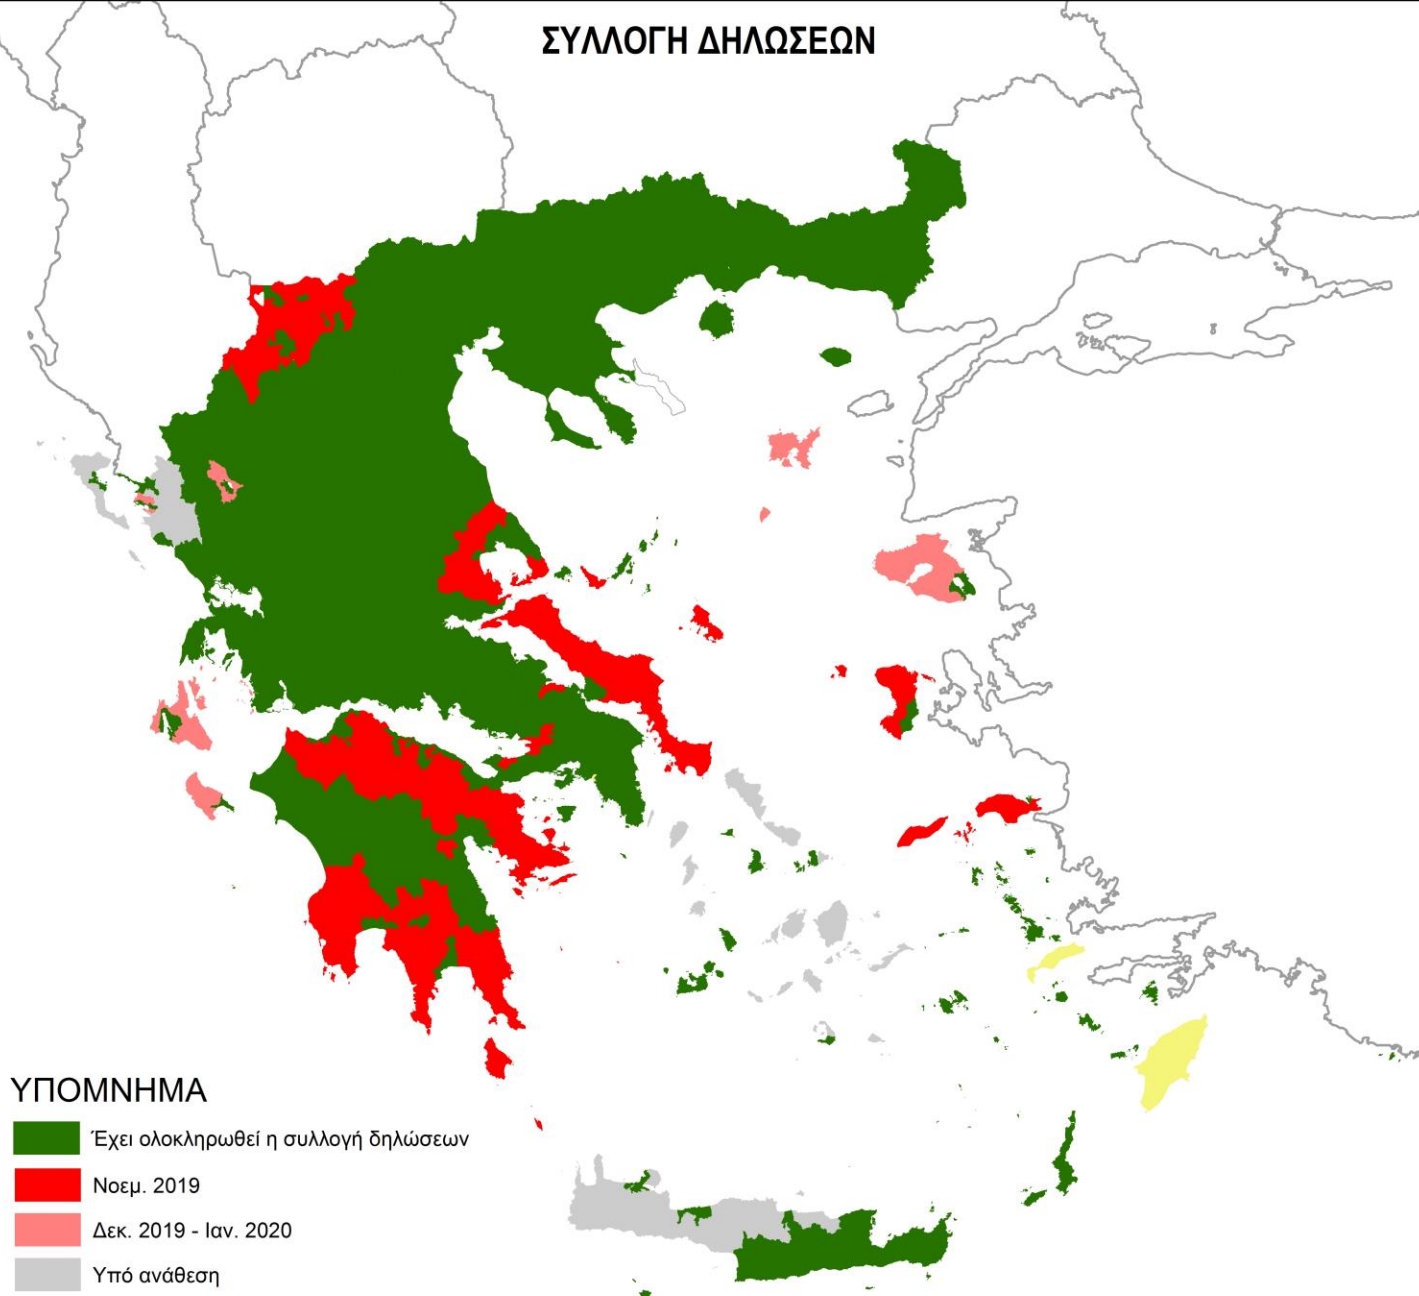 ΣΥΛΛΟΓΗ ΔΗΛΩΣΕΩΝ
ΥΠΟΜΝΗΜΑ
Έχει ολοκληρωθεί η συλλογή δηλώσεων
Νοεμ. 2019
Δεκ. 2019 - Ιαν. 2020
Υπό ανάθεση